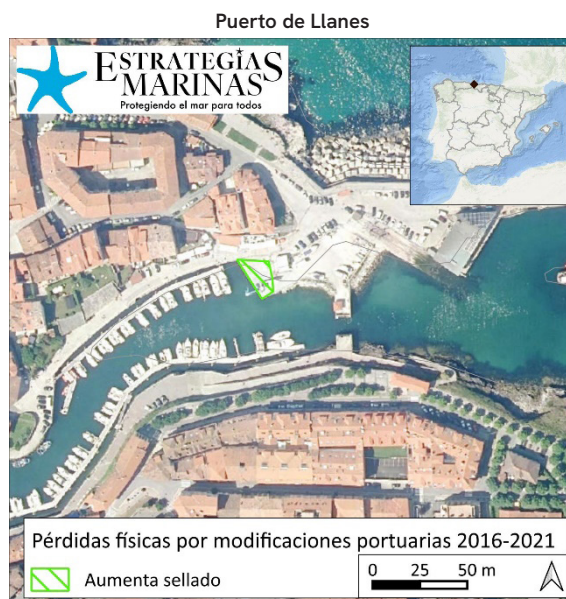 Puerto de Llanes
ESTRATEGIAS
MARINAS
Protegiendo el mar para todos
Pérdidas físicas por modificaciones portuarias 2016-2021
Aumenta sellado
0 25 50 m